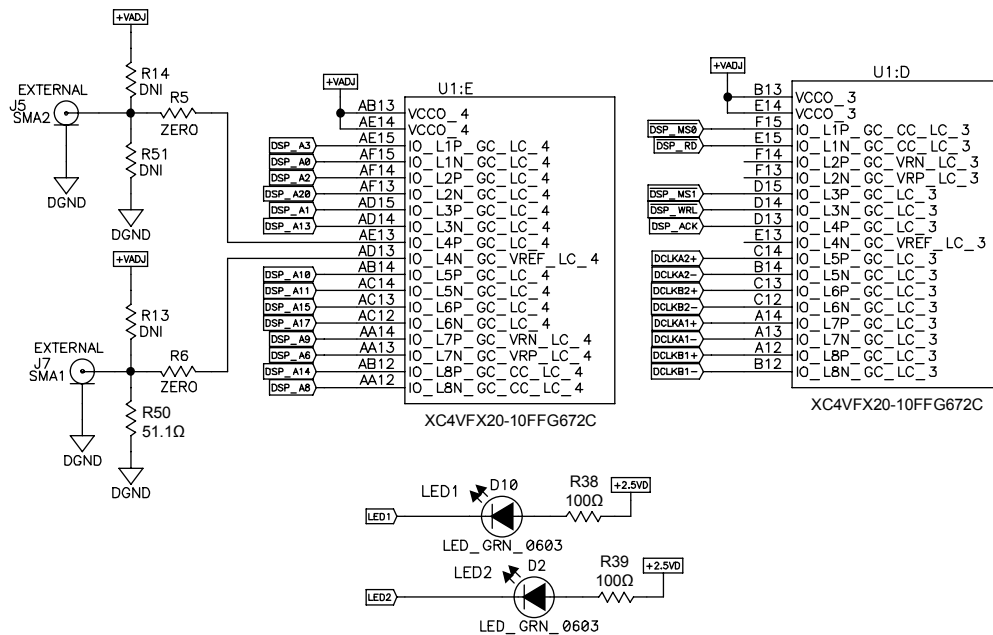 +VADJ
R14
DNI
EXTERNAL
J5
SMA2
R5
ZERO
R51
DNI
DGND
DGND
+VADJ
R13
DNI
EXTERNAL
J7
SMA1
R6
ZERO
R50
51.1Ω
DGND
DGND
+VADJ
U1:E
AB13 VCCO_4
AE14 VCCO_4
AE15 IO_L1P_GC_LC_4
DSP_A3 AF15 IO_L1N_GC_LC_4
DSP_A0 AF14 IO_L2P_GC_LC_4
DSP_A2 AF13 IO_L2N_GC_LC_4
DSP_A20 AD15 IO_L3P_GC_LC_4
DSP_A1 AD14 IO_L3N_GC_LC_4
DSP_A13 AE13 IO_L4P_GC_LC_4
AD13 IO_L4N_GC_VREF_LC_4
AB14 IO_L5P_GC_LC_4
DSP_A10 AC14 IO_L5N_GC_LC_4
DSP_A11 AC13 IO_L6P_GC_LC_4
DSP_A15 AC12 IO_L6N_GC_LC_4
DSP_A17 AA14 IO_L7P_GC_VRN_LC_4
DSP_A9 AA13 IO_L7N_GC_VRP_LC_4
DSP_A6 AB12 IO_L8P_GC_CC_LC_4
DSP_A14 AA12 IO_L8N_GC_CC_LC_4
DSP_A8
XC4VFX20-10FFG672C
+VADJ
U1:D
B13 VCCO_3
E14 VCCO_3
F15 IO_L1P_GC_CC_LC_3
DSP_MS0 E15 IO_L1N_GC_CC_LC_3
DSP_RD F14 IO_L2P_GC_VRN_LC_3
F13 IO_L2N_GC_VRP_LC_3
D15 IO_L3P_GC_LC_3
DSP_MS1 D14 IO_L3N_GC_LC_3
DSP_WRL D13 IO_L4P_GC_LC_3
DSP_ACK E13 IO_L4N_GC_VREF_LC_3
C14 IO_L5P_GC_LC_3
DCLKA2+ B14 IO_L5N_GC_LC_3
DCLKA2- C13 IO_L6P_GC_LC_3
DCLKB2+ C12 IO_L6N_GC_LC_3
DCLKB2- A14 IO_L7P_GC_LC_3
DCLKA1+ A13 IO_L7N_GC_LC_3
DCLKA1- A12 IO_L8P_GC_LC_3
DCLKB1+ B12 IO_L8N_GC_LC_3
DCLKB1-
XC4VFX20-10FFG672C
LED1
LED1
D10
LED_GRN_0603
R38
100Ω
+2.5VD
LED2
LED2
D2
LED_GRN_0603
R39
100Ω
+2.5VD